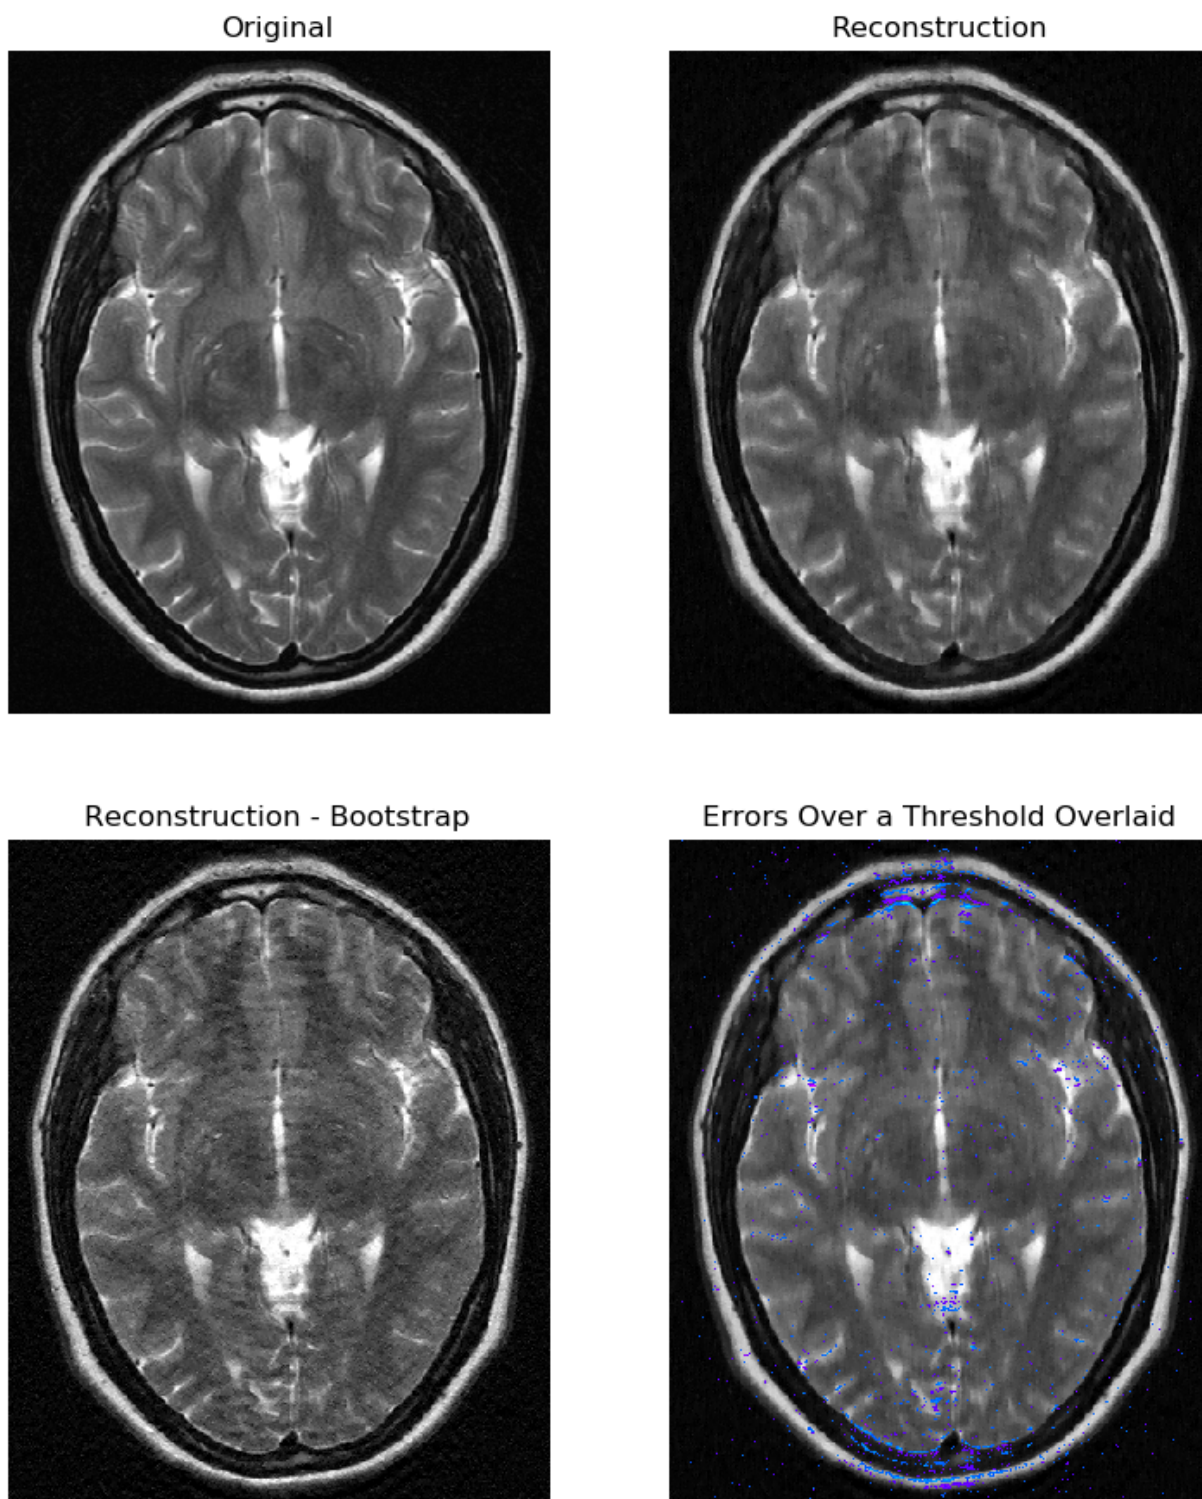 Original
Reconstruction
Reconstruction - Bootstrap
Errors Over a Threshold Overlaid